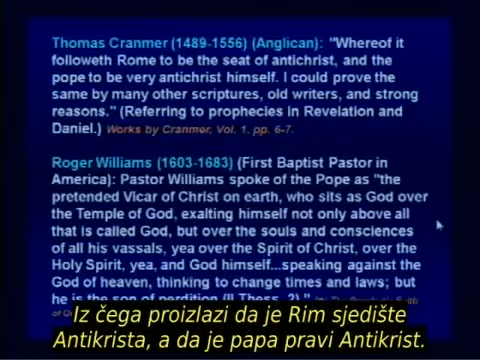 Thomas Cranmer (1489-1556) (Anglican): "Whereof it
followeth Rome to be the seat of antichrist, and the
pope to be very antichrist himself. I could prove the
same by many other scriptures, old writers, and strong
reasons." (Referring to prophecies in Revelation and
Daniel.) Works by Cranmer, Vol. 1, pp. 6-7.
Roger Williams (1603-1683) (First Baptist Pastor in
America): Pastor Williams spoke of the Pope as "the
pretended Vicar of Christ on earth, who sits as God over
the Temple of God, exalting himself not only above all
that is called God, but over the souls and consciences
of all his vassals, yea over the Spirit of Christ, over the
Holy Spirit, yea, and God himself...speaking against the
God of heaven, thinking to change times and laws; but
he is the son of perdition (II Thess. 2)."
Iz čega proizlazi da je Rim sjedište
Antikrista, a da je papa pravi Antikrist.